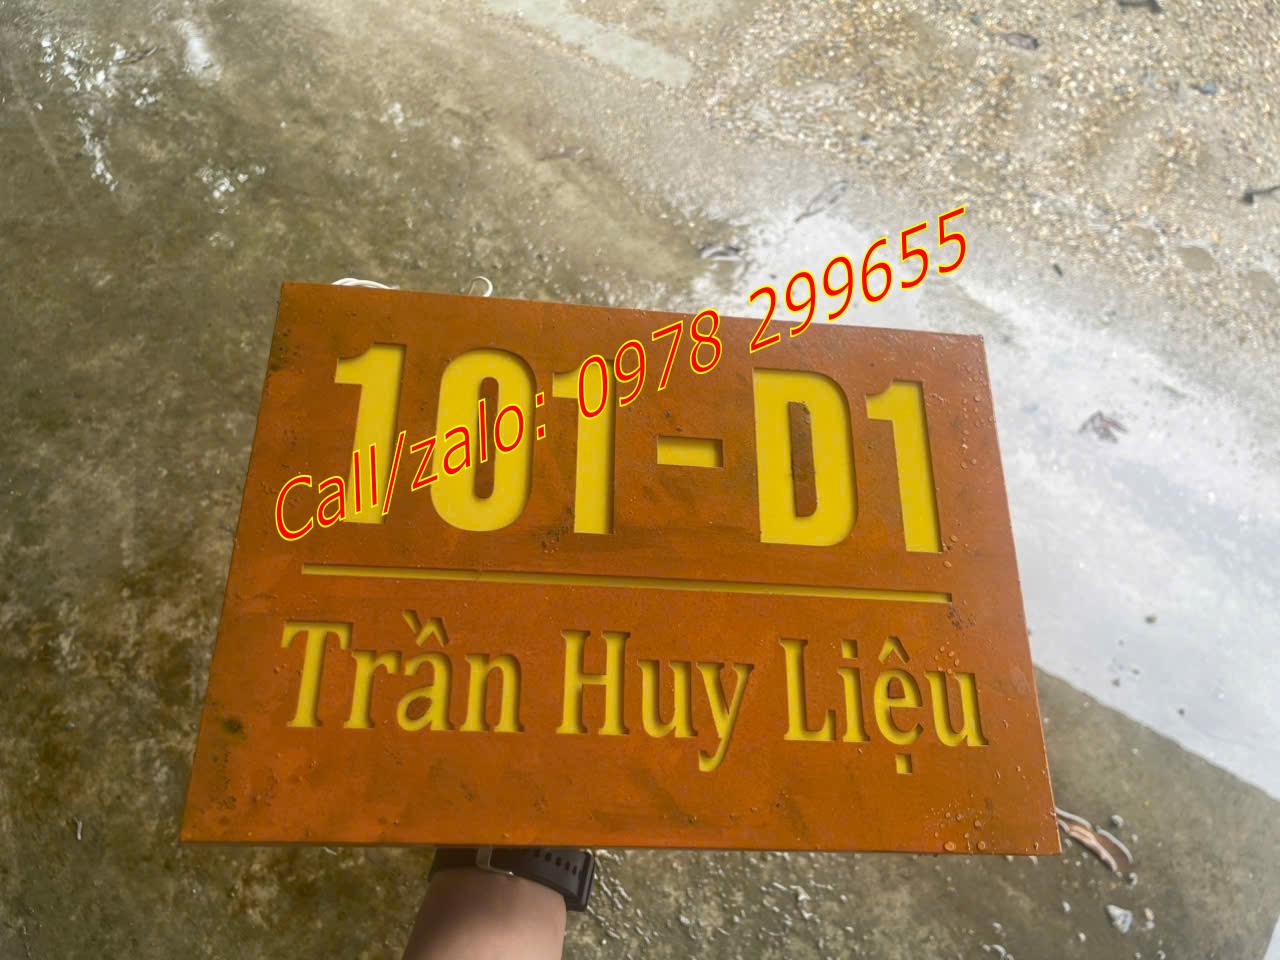 Call/zalo: 0978 299655
101-D1
Trần Huy Liệu